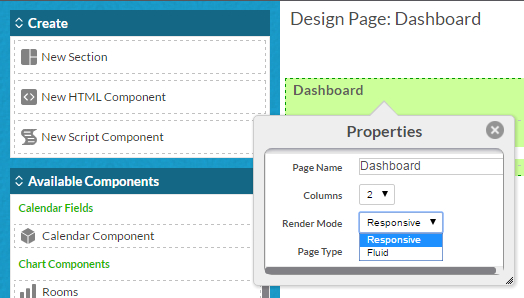 Create
New Section
New HTML Component
New Script Component
Available Components
Calendar Fields
Calendar Component
Chart Components
Rooms
Design Page: Dashboard
Dashboard
Properties
Page Name Dashboard
Columns 2
Render Mode Responsive
Responsive
Fluid
Page Type